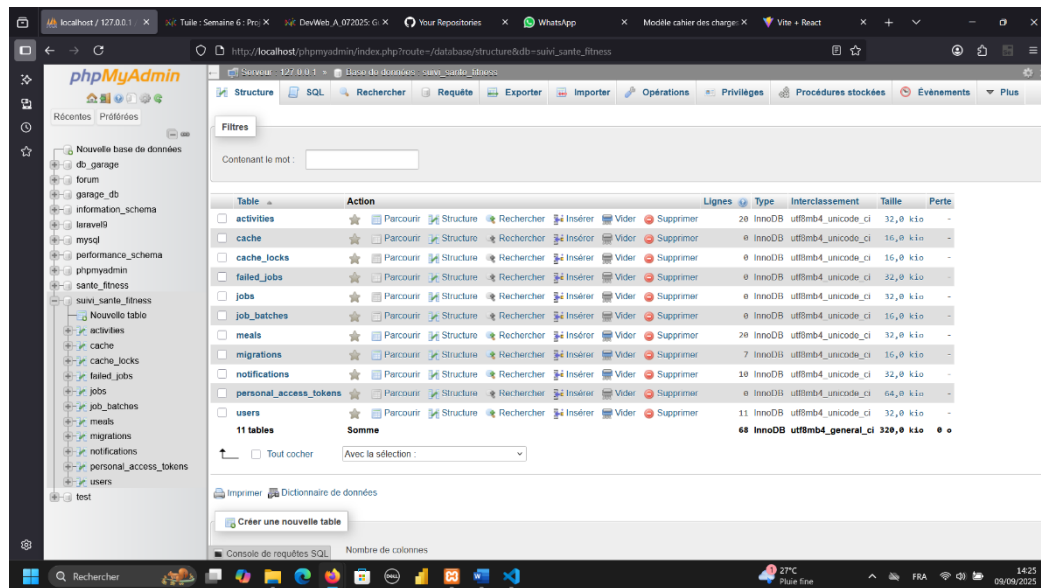 localhost / 127.0.0.1 /
Tuile : Semaine 6 : Proj
DevWeb_A_072025: G
Your Repositories
WhatsApp
Modèle cahier des charges
Vite + React
http://localhost/phpmyadmin/index.php?route=/database/structure&db=suivi_sante_fitness
phpMyAdmin
Récentes Préférées
Nouvelle base de données
db_garage
forum
garage_db
information_schema
laravel9
mysql
performance_schema
phpmyadmin
sante_fitness
suivi_sante_fitness
Nouvelle table
activities
cache
cache_locks
failed_jobs
jobs
job_batches
meals
migrations
notifications
personal_access_tokens
users
test
Serveur : 127.0.0.1 » Base de données : suivi_sante_fitness
Structure SQL Rechercher Requête Exporter Importer Opérations Privilèges Procédures stockées Évènements Plus
Filtres
Contenant le mot :
Table Action Lignes Type Interclassement Taille Perte
activities Parcourir Structure Rechercher Insérer Vider Supprimer 20 InnoDB utf8mb4_unicode_ci 32,0 kio -
cache Parcourir Structure Rechercher Insérer Vider Supprimer 0 InnoDB utf8mb4_unicode_ci 16,0 kio -
cache_locks Parcourir Structure Rechercher Insérer Vider Supprimer 0 InnoDB utf8mb4_unicode_ci 16,0 kio -
failed_jobs Parcourir Structure Rechercher Insérer Vider Supprimer 0 InnoDB utf8mb4_unicode_ci 32,0 kio -
jobs Parcourir Structure Rechercher Insérer Vider Supprimer 0 InnoDB utf8mb4_unicode_ci 32,0 kio -
job_batches Parcourir Structure Rechercher Insérer Vider Supprimer 0 InnoDB utf8mb4_unicode_ci 16,0 kio -
meals Parcourir Structure Rechercher Insérer Vider Supprimer 20 InnoDB utf8mb4_unicode_ci 32,0 kio -
migrations Parcourir Structure Rechercher Insérer Vider Supprimer 7 InnoDB utf8mb4_unicode_ci 16,0 kio -
notifications Parcourir Structure Rechercher Insérer Vider Supprimer 10 InnoDB utf8mb4_unicode_ci 32,0 kio -
personal_access_tokens Parcourir Structure Rechercher Insérer Vider Supprimer 0 InnoDB utf8mb4_unicode_ci 64,0 kio -
users Parcourir Structure Rechercher Insérer Vider Supprimer 11 InnoDB utf8mb4_unicode_ci 32,0 kio -
11 tables Somme 68 InnoDB utf8mb4_general_ci 320,0 kio 0 o
Tout cocher Avec la sélection :
Imprimer Dictionnaire de données
Créer une nouvelle table
Console de requêtes SQL Nombre de colonnes
Rechercher
27°C
Pluie fine
FRA
14:25
09/09/2025